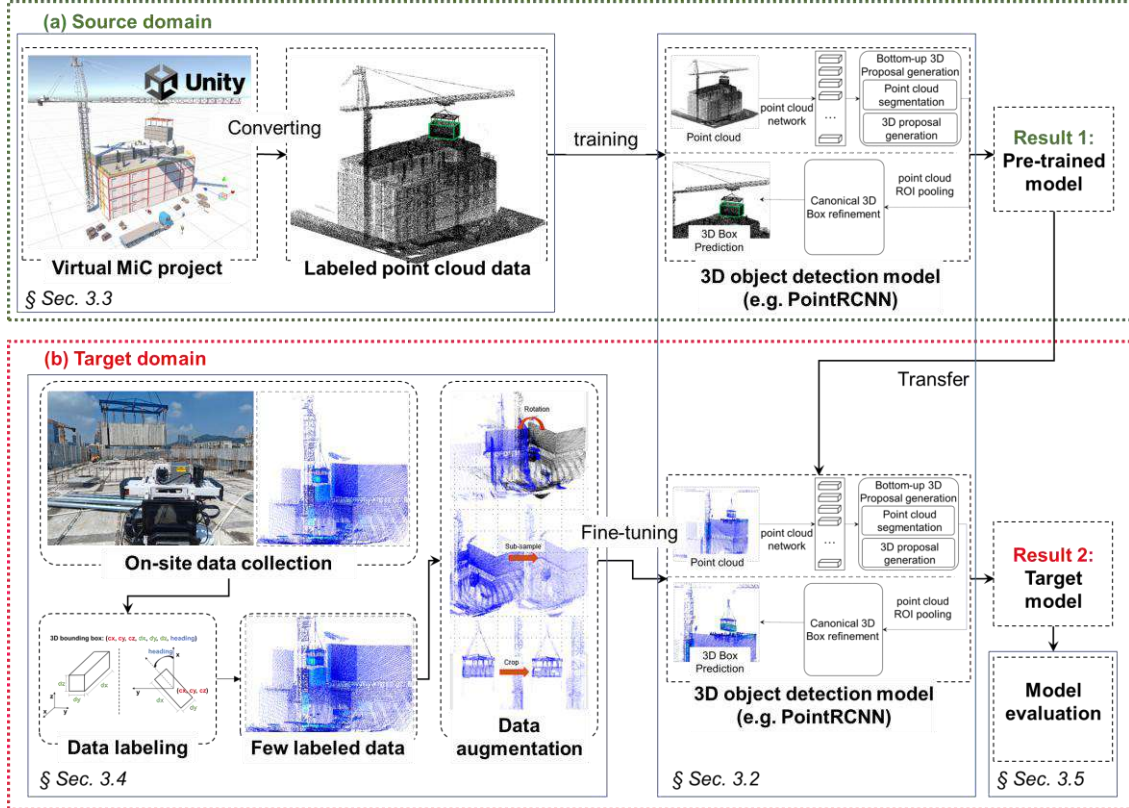 (a) Source domain
Unity
Converting
Virtual MiC project
Labeled point cloud data
§ Sec. 3.3
training
Point cloud
point cloud
network
...
Bottom-up 3D
Proposal generation
Point cloud
segmentation
3D proposal
generation
3D Box
Prediction
Canonical 3D
Box refinement
point cloud
ROI pooling
3D object detection model
(e.g. PointRCNN)
Result 1:
Pre-trained
model
(b) Target domain
Transfer
On-site data collection
3D bounding box: (cx, cy, cz, dx, dy, dz, heading)
dz
dx
dy
z
x
y
heading
x
y
(cx, cy, cz)
dx
dy
Data labeling
Few labeled data
Rotation
Sub-sample
Crop
Data
augmentation
§ Sec. 3.4
Fine-tuning
Point cloud
point cloud
network
...
Bottom-up 3D
Proposal generation
Point cloud
segmentation
3D proposal
generation
3D Box
Prediction
Canonical 3D
Box refinement
point cloud
ROI pooling
3D object detection model
(e.g. PointRCNN)
§ Sec. 3.2
Result 2:
Target
model
Model
evaluation
§ Sec. 3.5